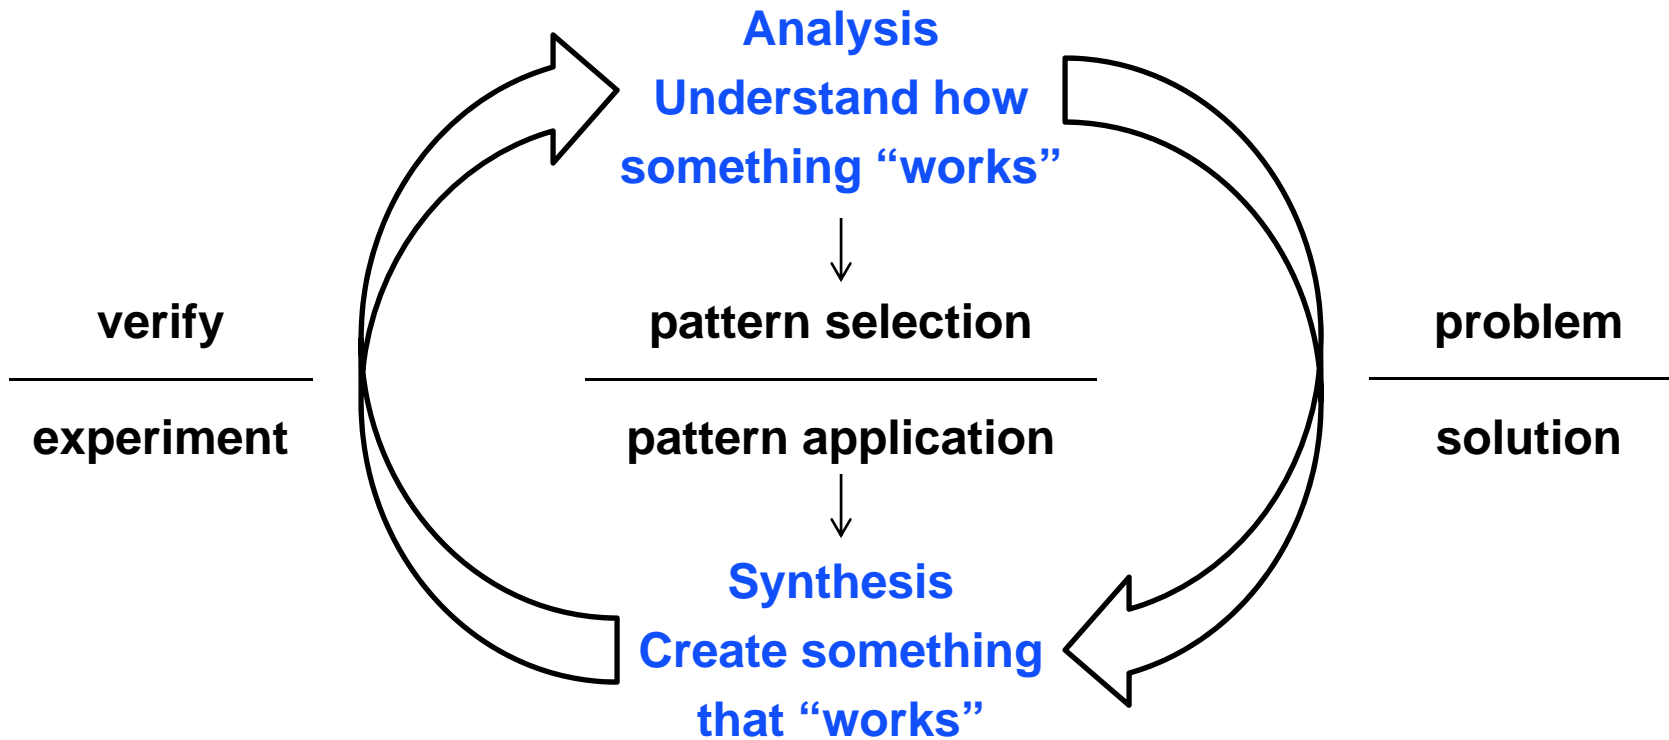 Analysis
Understand how
something “works”
verify
pattern selection
problem
experiment
pattern application
solution
Synthesis
Create something
that “works”